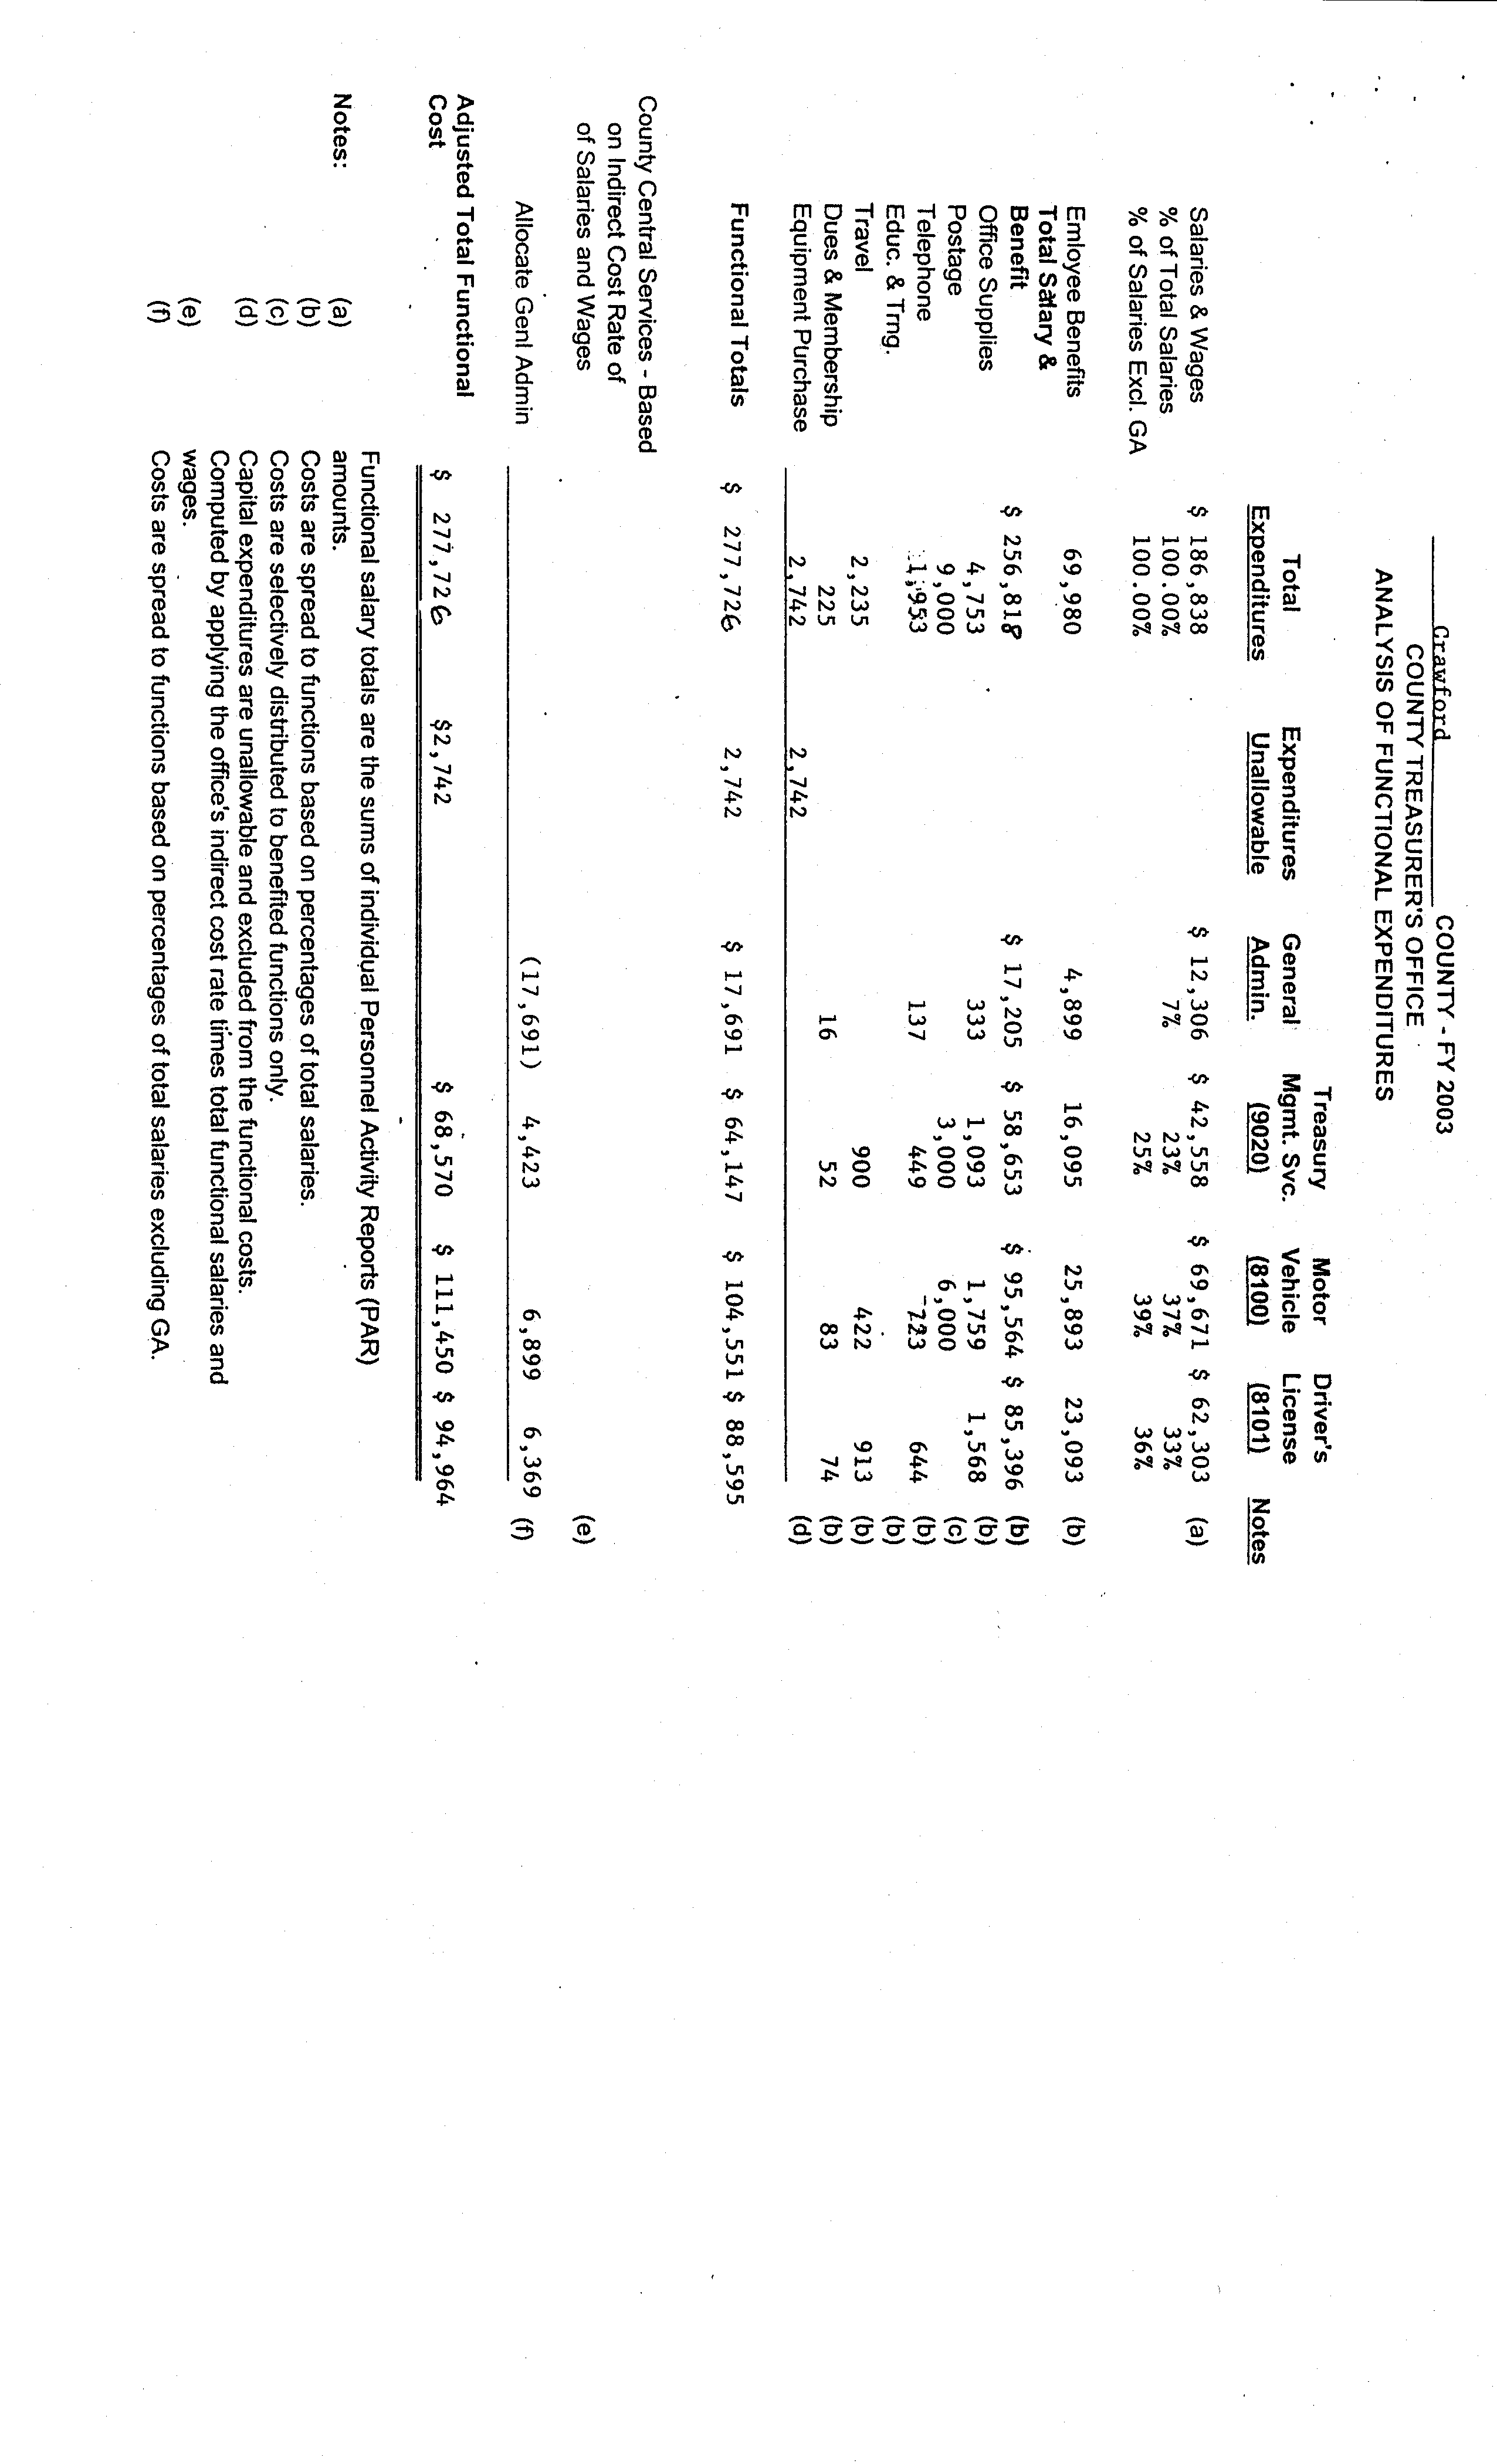 Crawford COUNTY - FY 2003
COUNTY TREASURER'S OFFICE
ANALYSIS OF FUNCTIONAL EXPENDITURES
Treasury Motor Driver's
Total Expenditures General Mgmt. Svc. Vehicle License
Expenditures Unallowable Admin. (9020) (8100) (8101) Notes
Salaries & Wages $ 186,838 $ 12,306 $ 42,558 $ 69,671 $ 62,303 (a)
% of Total Salaries 100.00% 7% 23% 37% 33%
% of Salaries Excl. GA 100.00% 25% 39% 36%
Emloyee Benefits 69,980 4,899 16,095 25,893 23,093 (b)
Total Salary &
Benefit $ 256,818 $ 17,205 $ 58,653 $ 95,564 $ 85,396 (b)
Office Supplies 4,753 333 1,093 1,759 1,568 (b)
Postage 9,000 3,000 6,000 (c)
Telephone 1,953 137 449 723 644 (b)
Educ. & Trng. (b)
Travel 2,235 900 422 913 (b)
Dues & Membership 225 16 52 83 74 (b)
Equipment Purchase 2,742 2,742 (d)
Functional Totals $ 277,726 2,742 $ 17,691 $ 64,147 $ 104,551 $ 88,595
County Central Services - Based
on Indirect Cost Rate of
of Salaries and Wages (e)
Allocate Genl Admin (17,691) 4,423 6,899 6,369 (f)
Adjusted Total Functional
Cost $ 277,726 $2,742 $ 68,570 $ 111,450 $ 94,964
Functional salary totals are the sums of individual Personnel Activity Reports (PAR)
Notes: (a) amounts.
(b) Costs are spread to functions based on percentages of total salaries.
(c) Costs are selectively distributed to benefited functions only.
(d) Capital expenditures are unallowable and excluded from the functional costs.
Computed by applying the office's indirect cost rate times total functional salaries and
(e) wages.
(f) Costs are spread to functions based on percentages of total salaries excluding GA.